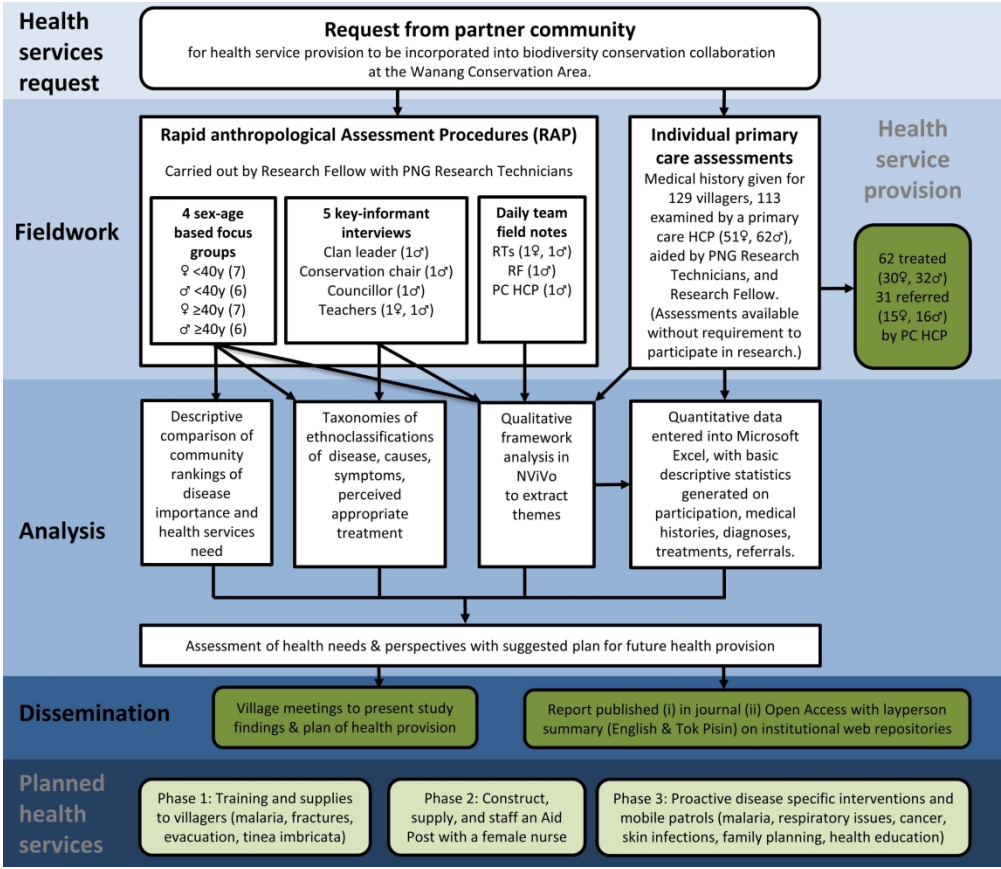 Health
services
request
Request from partner community
for health service provision to be incorporated into biodiversity conservation collaboration
at the Wanang Conservation Area.
Fieldwork
Rapid anthropological Assessment Procedures (RAP)
Carried out by Research Fellow with PNG Research Technicians
4 sex-age
based focus
groups
♀ <40y (7)
♂ <40y (6)
♀ ≥40y (7)
♂ ≥40y (6)
5 key-informant
interviews
Clan leader (1♂)
Conservation chair (1♂)
Councillor (1♂)
Teachers (1♀, 1♂)
Daily team
field notes
RTs (1♀, 1♂)
RF (1♂)
PC HCP (1♂)
Individual primary
care assessments
Medical history given for
129 villagers, 113
examined by a primary
care HCP (51♀, 62♂),
aided by PNG Research
Technicians, and
Research Fellow.
(Assessments available
without requirement to
participate in research.)
Health
service
provision
62 treated
(30♀, 32♂)
31 referred
(15♀, 16♂)
by PC HCP
Analysis
Descriptive
comparison of
community
rankings of
disease
importance and
health services
need
Taxonomies of
ethnoclassifications
of disease, causes,
symptoms,
perceived
appropriate
treatment
Qualitative
framework
analysis in
NViVo
to extract
themes
Quantitative data
entered into Microsoft
Excel, with basic
descriptive statistics
generated on
participation, medical
histories, diagnoses,
treatments, referrals.
Assessment of health needs & perspectives with suggested plan for future health provision
Dissemination
Village meetings to present study
findings & plan of health provision
Report published (i) in journal (ii) Open Access with layperson
summary (English & Tok Pisin) on institutional web repositories
Planned
health
services
Phase 1: Training and supplies
to villagers (malaria, fractures,
evacuation, tinea imbricata)
Phase 2: Construct,
supply, and staff an Aid
Post with a female nurse
Phase 3: Proactive disease specific interventions and
mobile patrols (malaria, respiratory issues, cancer,
skin infections, family planning, health education)